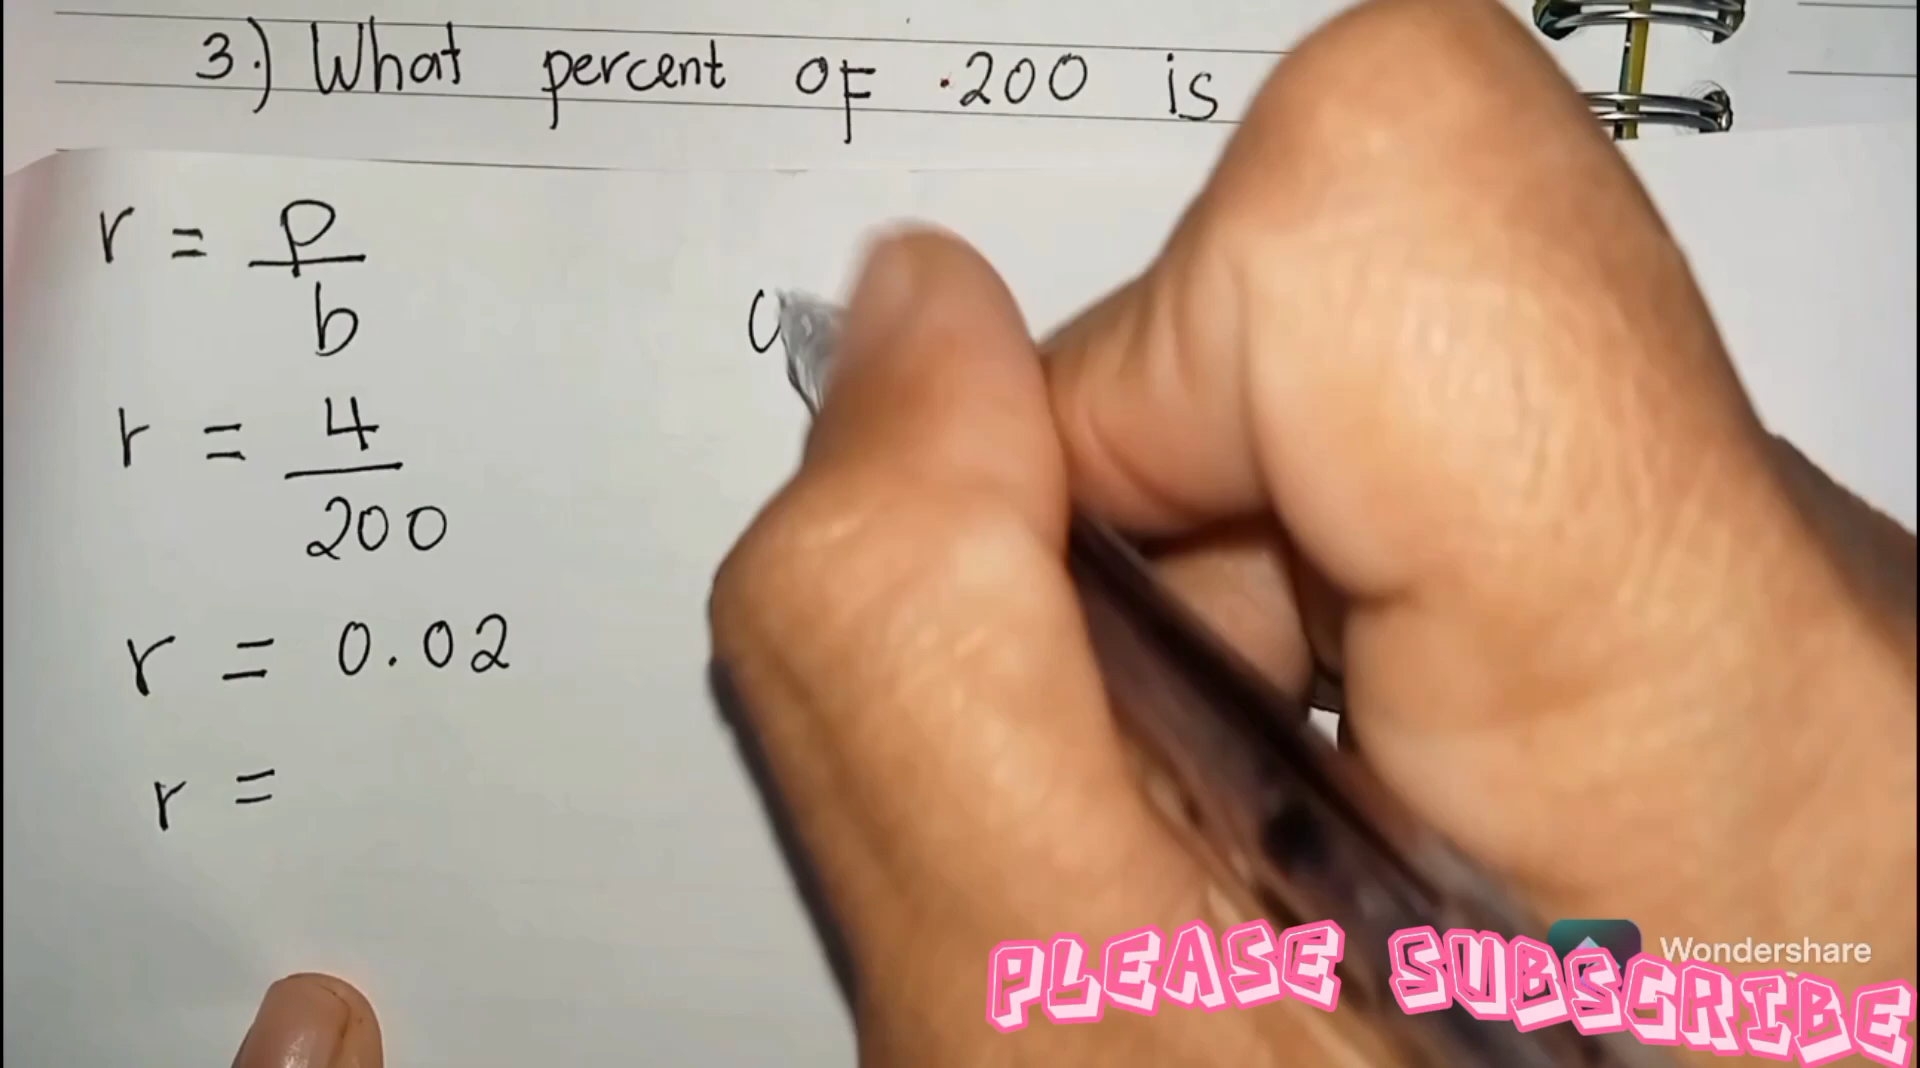 3.) What percent OF .200 is
r = p
b
r = 4
200
r = 0.02
r =
Wondershare
PLEASE SUBSCRIBE